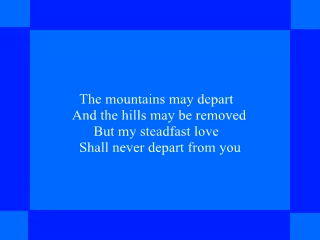 The mountains may depart
And the hills may be removed
But my steadfast love
Shall never depart from you